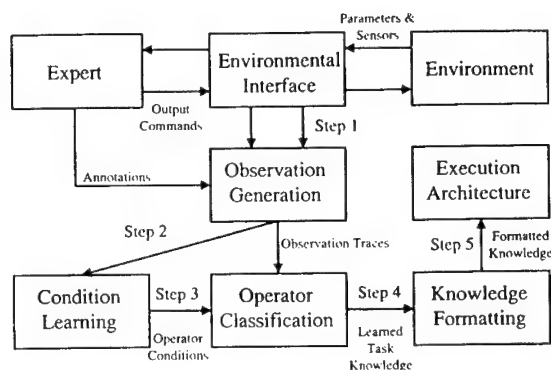 Parameters &
Sensors
Expert
Environmental
Interface
Environment
Output
Commands
Step 1
Annotations
Observation
Generation
Execution
Architecture
Step 2
Observation Traces
Step 5
Formatted
Knowledge
Condition
Learning
Step 3
Operator
Conditions
Operator
Classification
Step 4
Learned
Task
Knowledge
Knowledge
Formatting